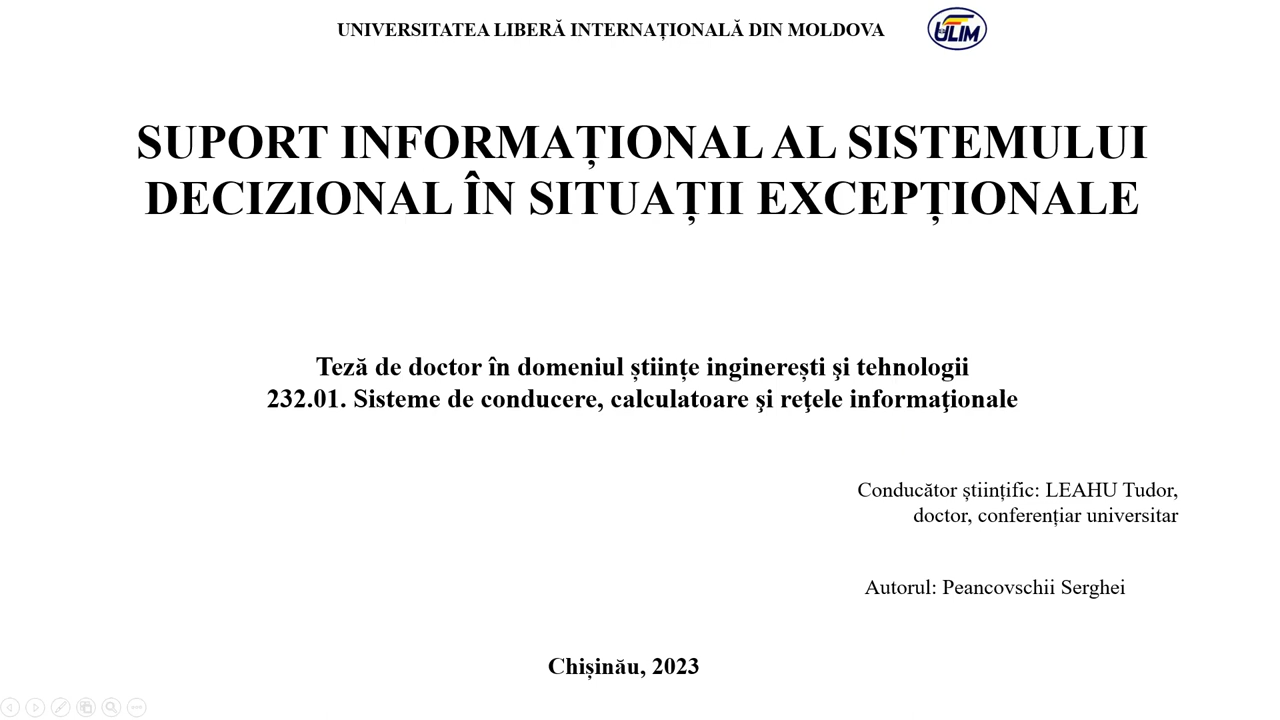 UNIVERSITATEA LIBERĂ INTERNAȚIONALĂ DIN MOLDOVA
ULIM
SUPORT INFORMAȚIONAL AL SISTEMULUI
DECIZIONAL ÎN SITUAȚII EXCEPȚIONALE
Teză de doctor în domeniul științe inginerești şi tehnologii
232.01. Sisteme de conducere, calculatoare şi reţele informaţionale
Conducător științific: LEAHU Tudor,
doctor, conferențiar universitar
Autorul: Peancovschii Serghei
Chișinău, 2023